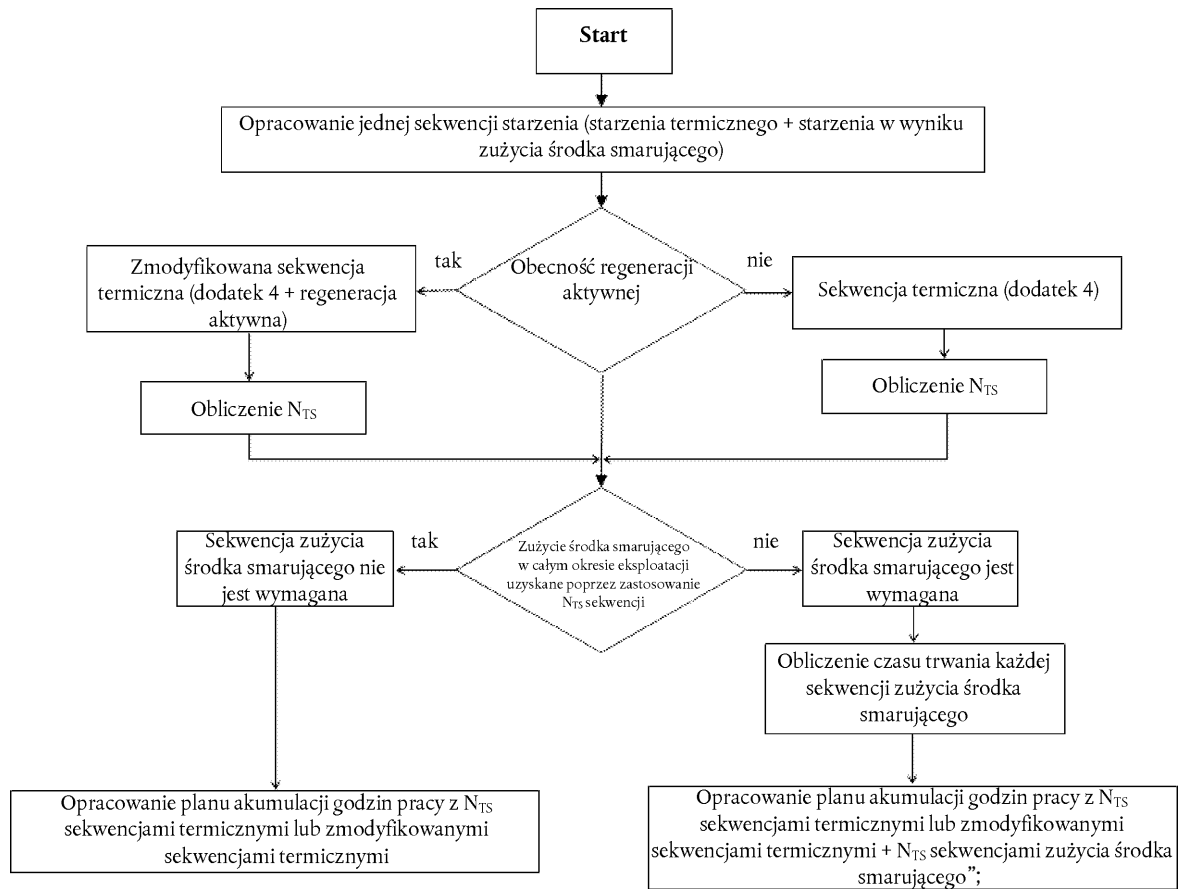 Start
Opracowanie jednej sekwencji starzenia (starzenia termicznego + starzenia w wyniku
zużycia środka smarującego)
Zmodyfikowana sekwencja
termiczna (dodatek 4 + regeneracja
aktywna)
tak
Obecność regeneracji
aktywnej
nie
Sekwencja termiczna (dodatek 4)
Obliczenie NTS
Obliczenie NTS
Sekwencja zużycia
środka smarującego nie
jest wymagana
tak
Zużycie środka smarującego
w całym okresie eksploatacji
uzyskane poprzez zastosowanie
NTS sekwencji
nie
Sekwencja zużycia
środka smarującego jest
wymagana
Obliczenie czasu trwania każdej
sekwencji zużycia środka
smarującego
Opracowanie planu akumulacji godzin pracy z NTS
sekwencjami termicznymi lub zmodyfikowanymi
sekwencjami termicznymi
Opracowanie planu akumulacji godzin pracy z NTS
sekwencjami termicznymi lub zmodyfikowanymi
sekwencjami termicznymi + NTS sekwencjami zużycia środka
smarującego”;